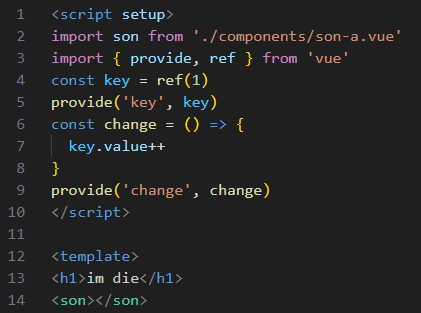 1 <script setup>
2 import son from './components/son-a.vue'
3 import { provide, ref } from 'vue'
4 const key = ref(1)
5 provide('key', key)
6 const change = () => {
7   key.value++
8 }
9 provide('change', change)
10 </script>
11
12 <template>
13 <h1>im die</h1>
14 <son></son>